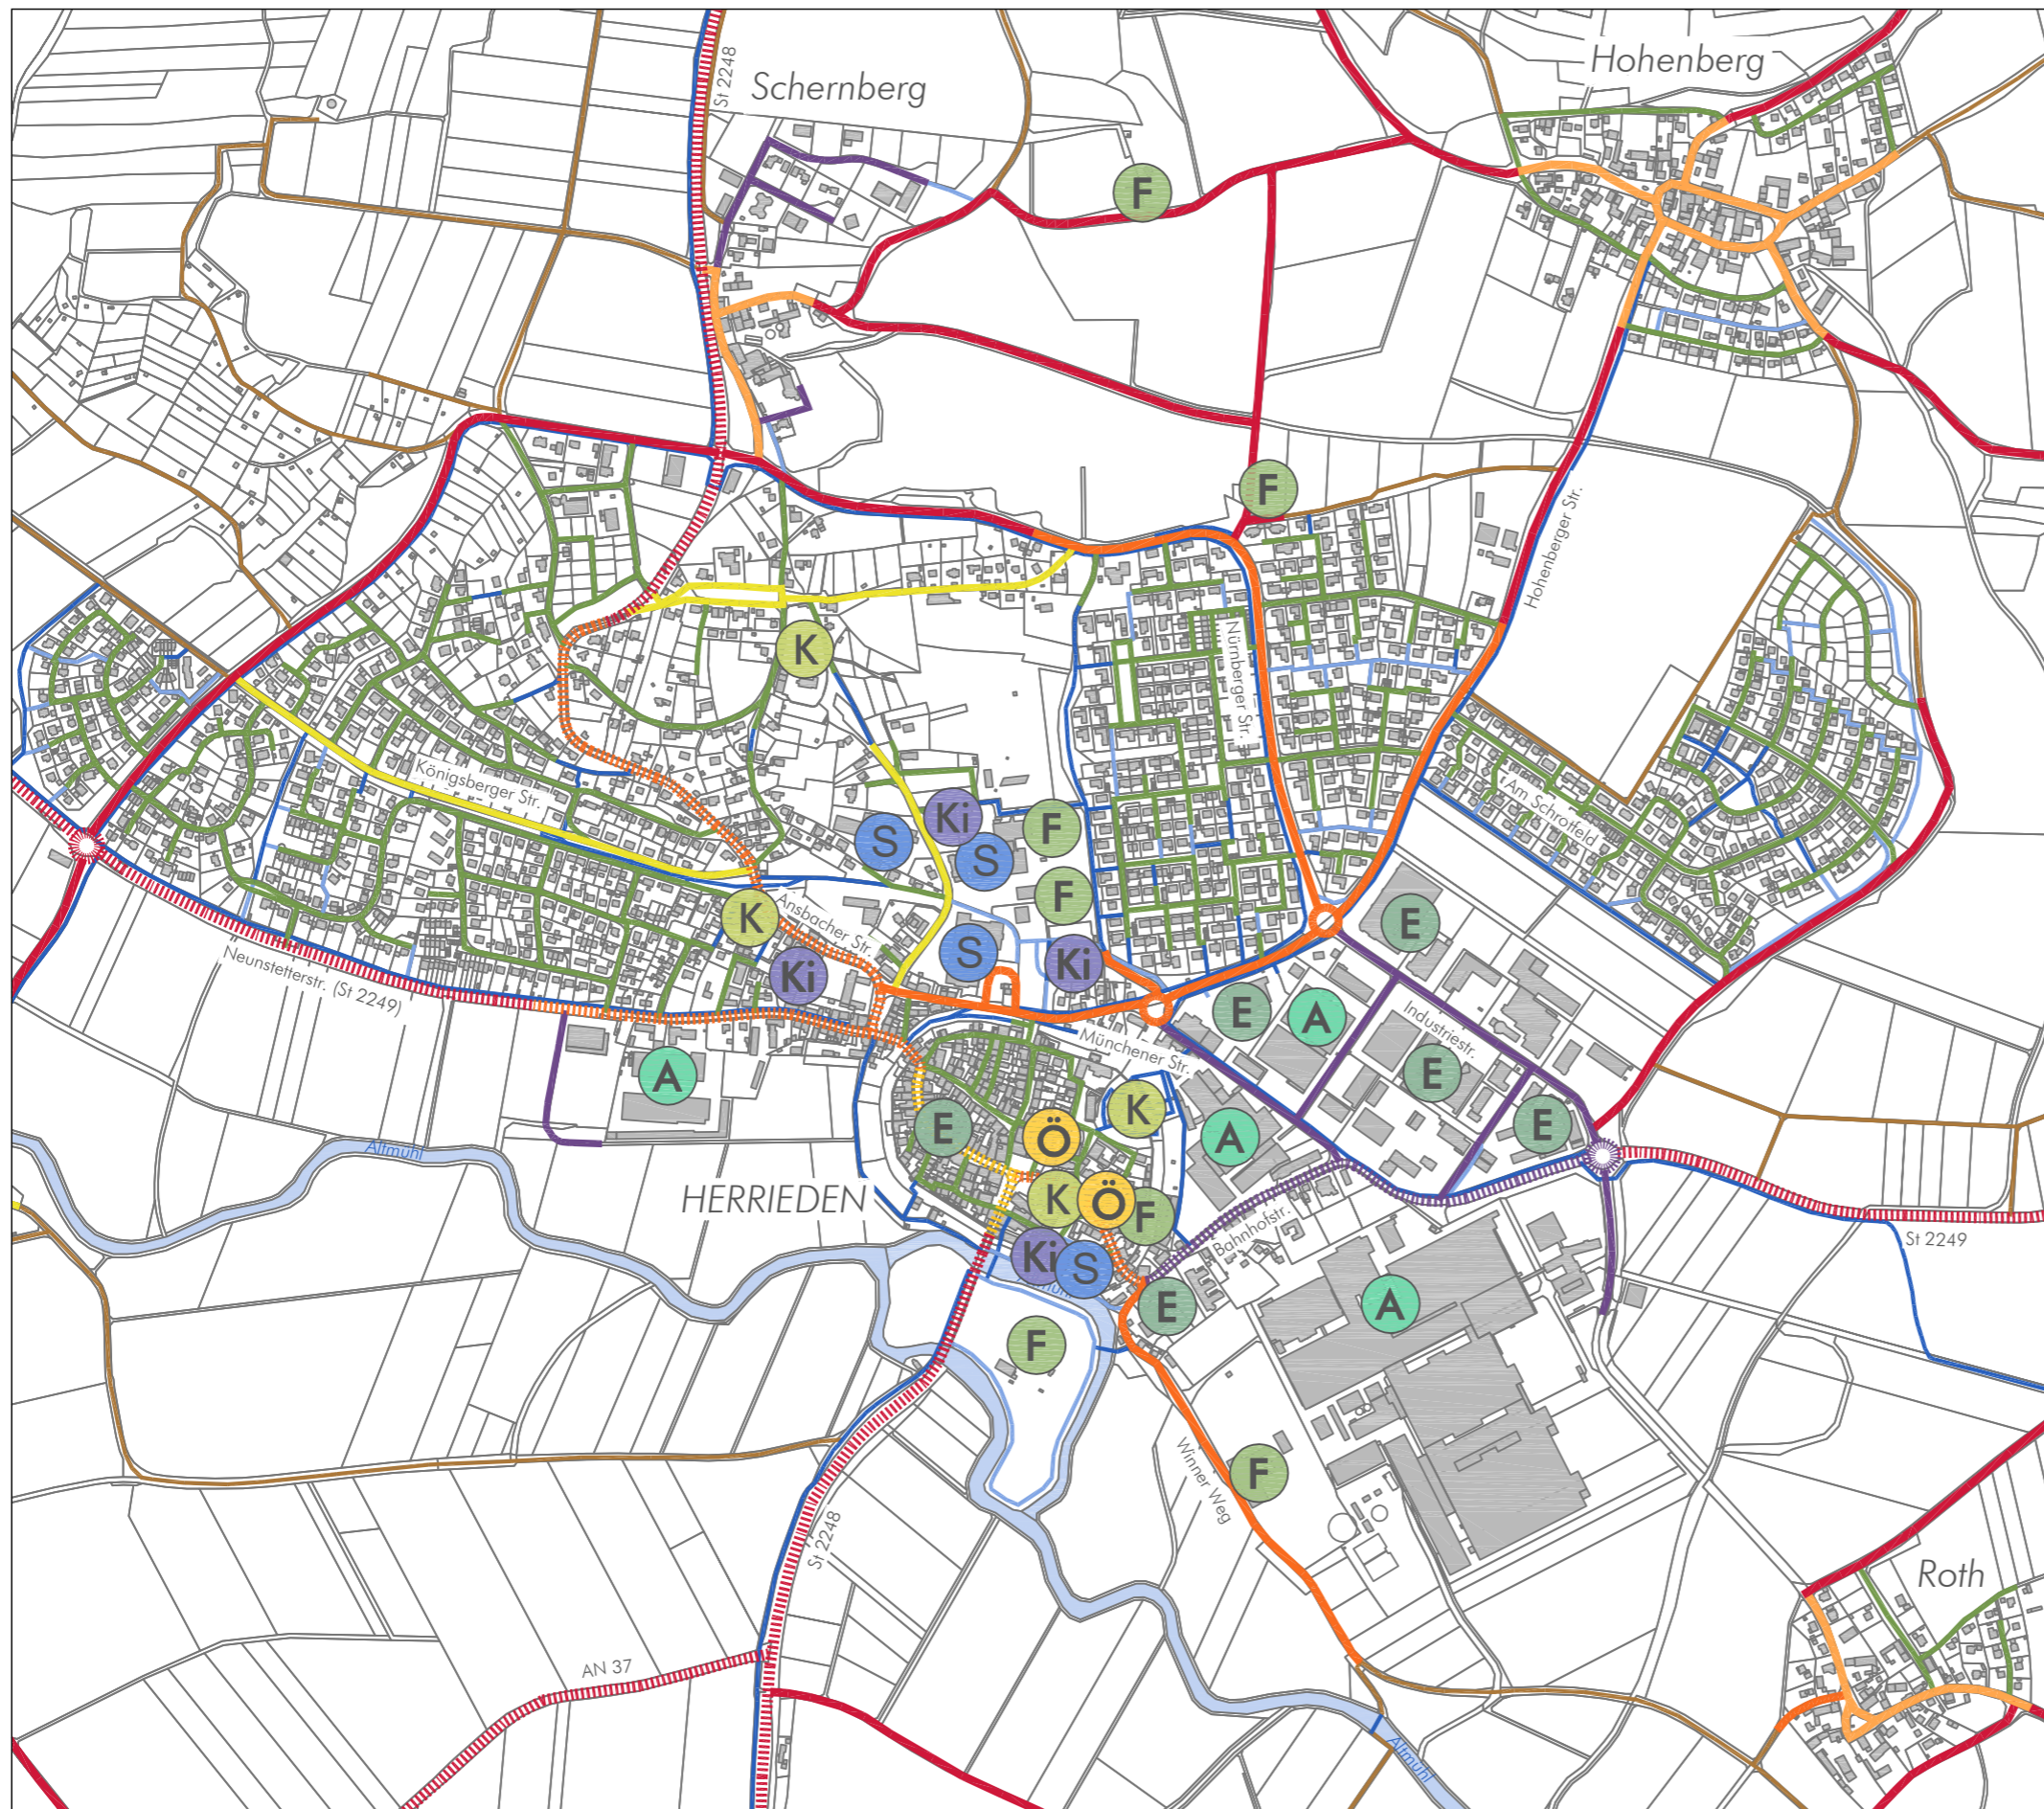 Hohenberg
St 2248
Schernberg
F
F
Hohenberger Str.
Nürnberger Str.
K
Königsberger Str.
Am Schrotfeld
Ki
S
S
F
F
E
K
Ansbacher Str.
S
Ki
Ki
Neunstetterstr. (St 2249)
E
A
Industriestr.
Münchener Str.
A
E
K
E
Ö
A
E
Altmühl
HERRIEDEN
K
Ö
F
Bahnhofstr.
St 2249
Ki
S
E
A
F
Winner Weg
F
St 2248
Roth
AN 37
Altmühl